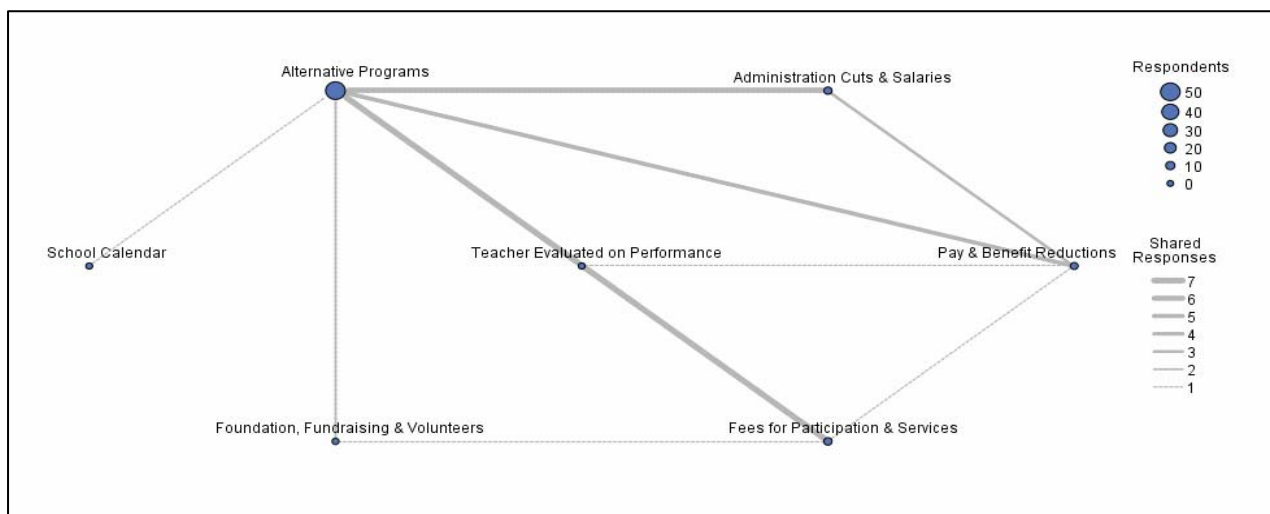 Alternative Programs
Administration Cuts & Salaries
School Calendar
Teacher Evaluated on Performance
Pay & Benefit Reductions
Foundation, Fundraising & Volunteers
Fees for Participation & Services
Respondents
50
40
30
20
10
0
Shared
Responses
7
6
5
4
3
2
1